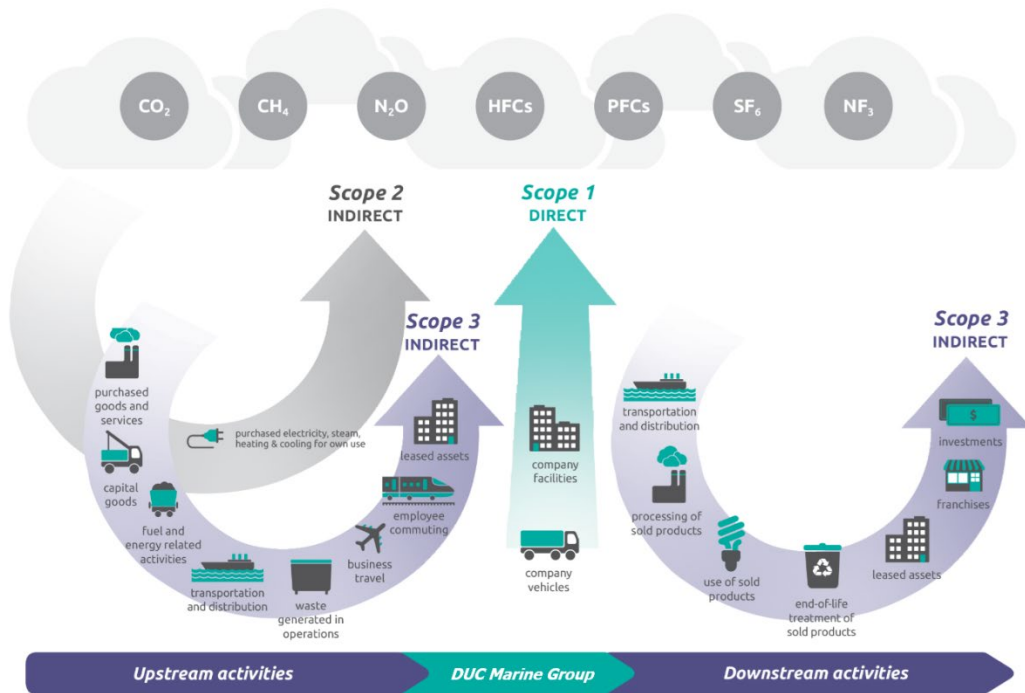 CO₂
CH₄
N₂O
HFCs
PFCs
SF₆
NF₃
Scope 2
INDIRECT
Scope 1
DIRECT
Scope 3
INDIRECT
Scope 3
INDIRECT
purchased
goods and
services
capital
goods
fuel and
energy related
activities
purchased electricity, steam,
heating & cooling for own use
transportation
and distribution
waste
generated in
operations
business
travel
employee
commuting
leased assets
company
facilities
company
vehicles
transportation
and distribution
processing of
sold products
use of sold
products
end-of-life
treatment of
sold products
leased assets
franchises
$
investments
Upstream activities
DUC Marine Group
Downstream activities